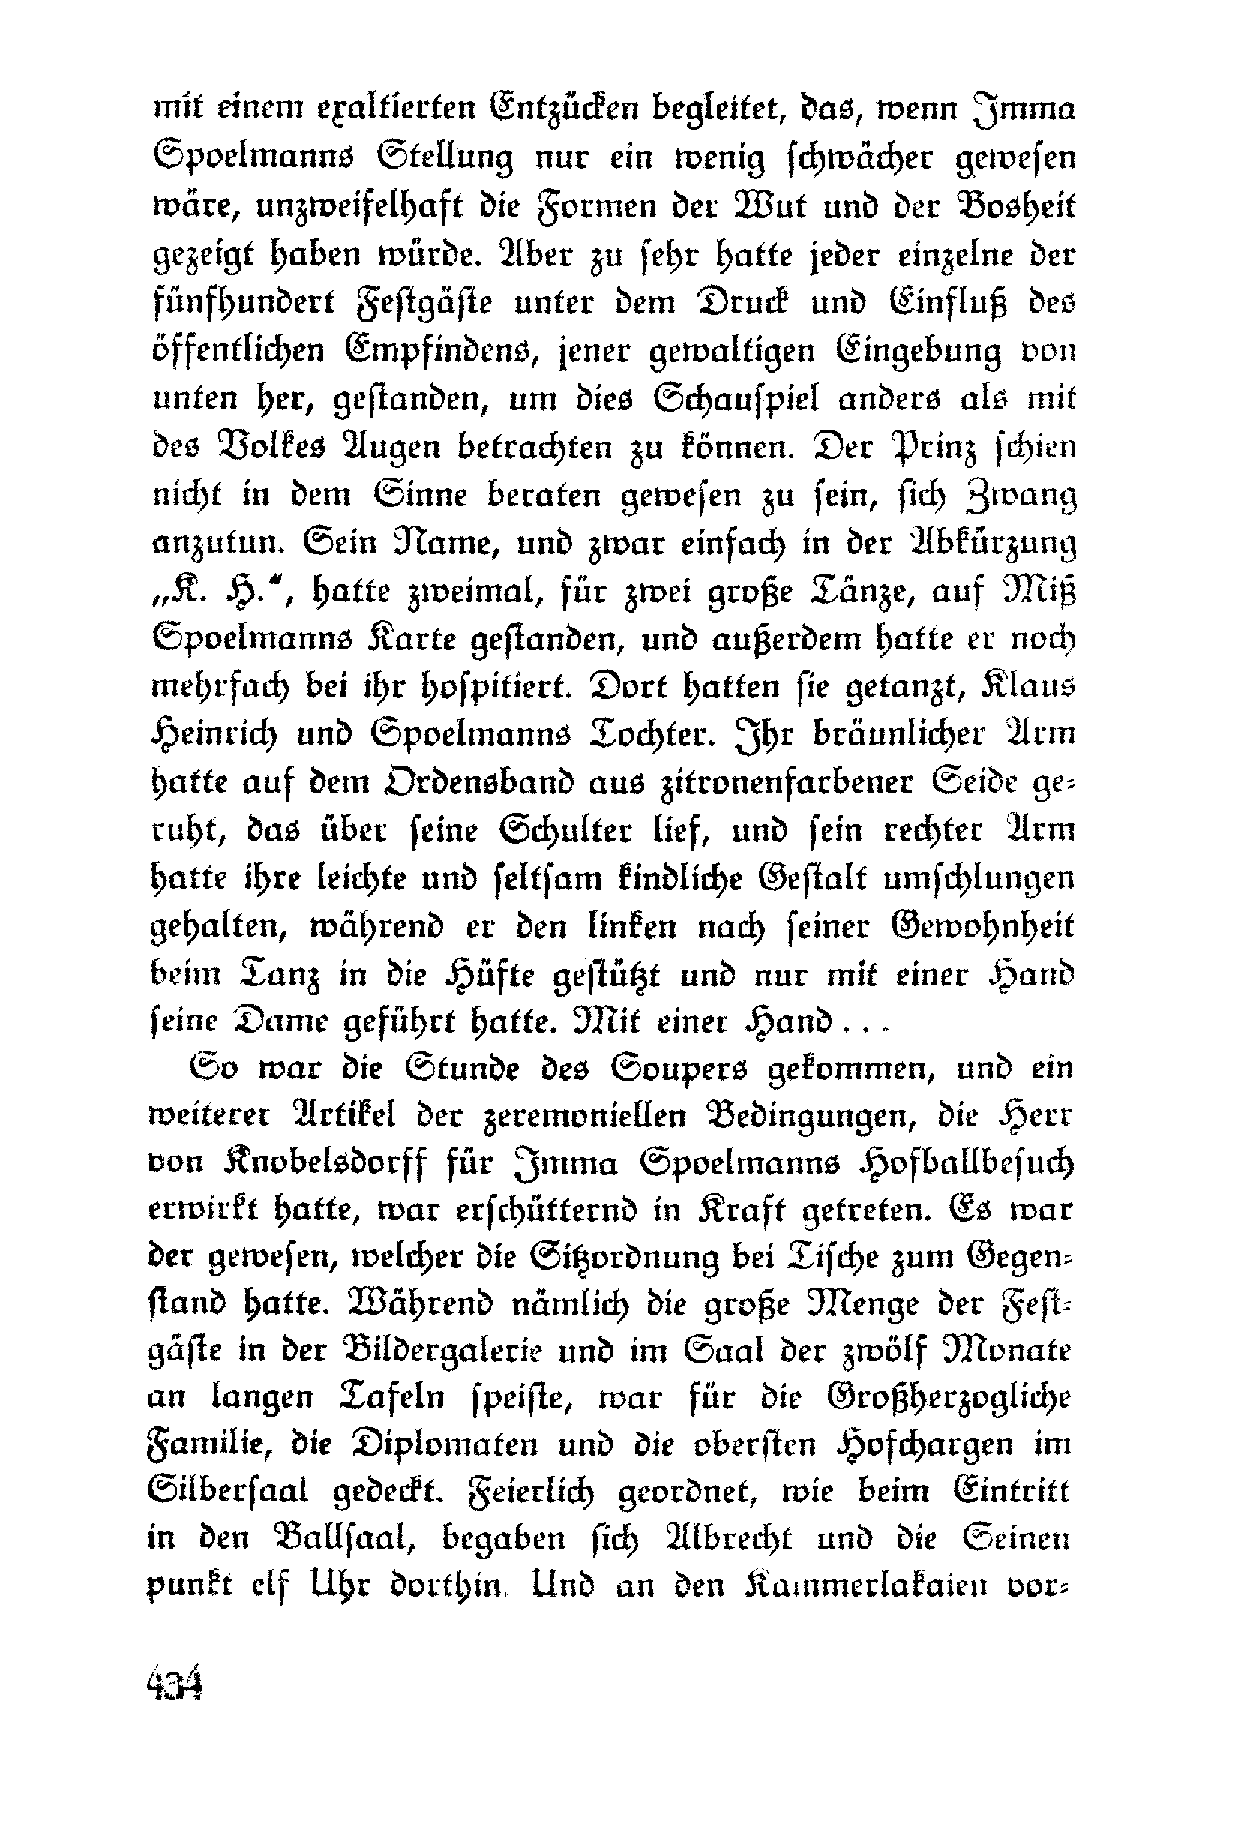 mit einem exaltierten Entzücken begleitet, das, wenn Imma
Spoelmanns Stellung nur ein wenig schwächer gewesen
wäre, unzweifelhaft die Formen der Wut und der Bosheit
gezeigt haben würde. Aber zu sehr hatte jeder einzelne der
fünfhundert Festgäste unter dem Druck und Einfluß des
öffentlichen Empfindens, jener gewaltigen Eingebung von
unten her, gestanden, um dies Schauspiel anders als mit
des Volkes Augen betrachten zu können. Der Prinz schien
nicht in dem Sinne beraten gewesen zu sein, sich Zwang
anzutun. Sein Name, und zwar einfach in der Abkürzung
„K. H.“, hatte zweimal, für zwei große Tänze, auf Miß
Spoelmanns Karte gestanden, und außerdem hatte er noch
mehrfach bei ihr hospitiert. Dort hatten sie getanzt, Klaus
Heinrich und Spoelmanns Tochter. Ihr bräunlicher Arm
hatte auf dem Ordensband aus zitronenfarbener Seide ge-
ruht, das über seine Schulter lief, und sein rechter Arm
hatte ihre leichte und seltsam kindliche Gestalt umschlungen
gehalten, während er den linken nach seiner Gewohnheit
beim Tanz in die Hüfte gestützt und nur mit einer Hand
seine Dame geführt hatte. Mit einer Hand . . .
So war die Stunde des Soupers gekommen, und ein
weiterer Artikel der zeremoniellen Bedingungen, die Herr
von Knobelsdorff für Imma Spoelmanns Hofballbesuch
erwirkt hatte, war erschütternd in Kraft getreten. Es war
der gewesen, welcher die Sitzordnung bei Tische zum Gegen-
stand hatte. Während nämlich die große Menge der Fest-
gäste in der Bildergalerie und im Saal der zwölf Monate
an langen Tafeln speiste, war für die Großherzogliche
Familie, die Diplomaten und die obersten Hofchargen im
Silbersaal gedeckt. Feierlich geordnet, wie beim Eintritt
in den Ballsaal, begaben sich Albrecht und die Seinen
punkt elf Uhr dorthin. Und an den Kammerlakaien vor-
434